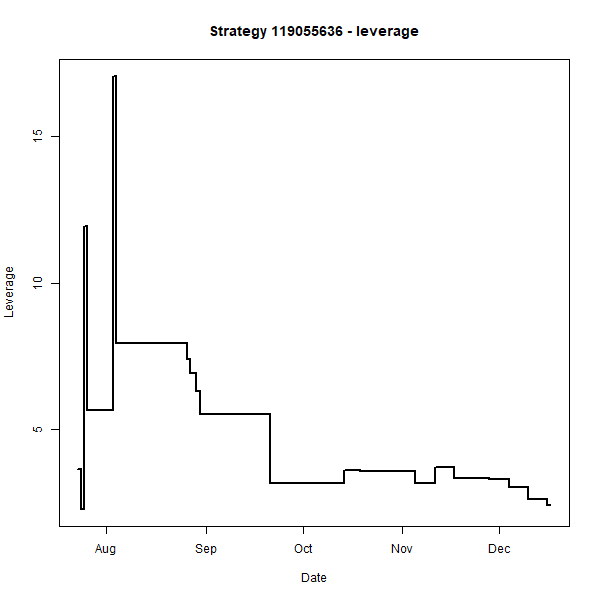 Strategy 119055636 - leverage
15
10
5
Leverage
Aug Sep Oct Nov Dec
Date